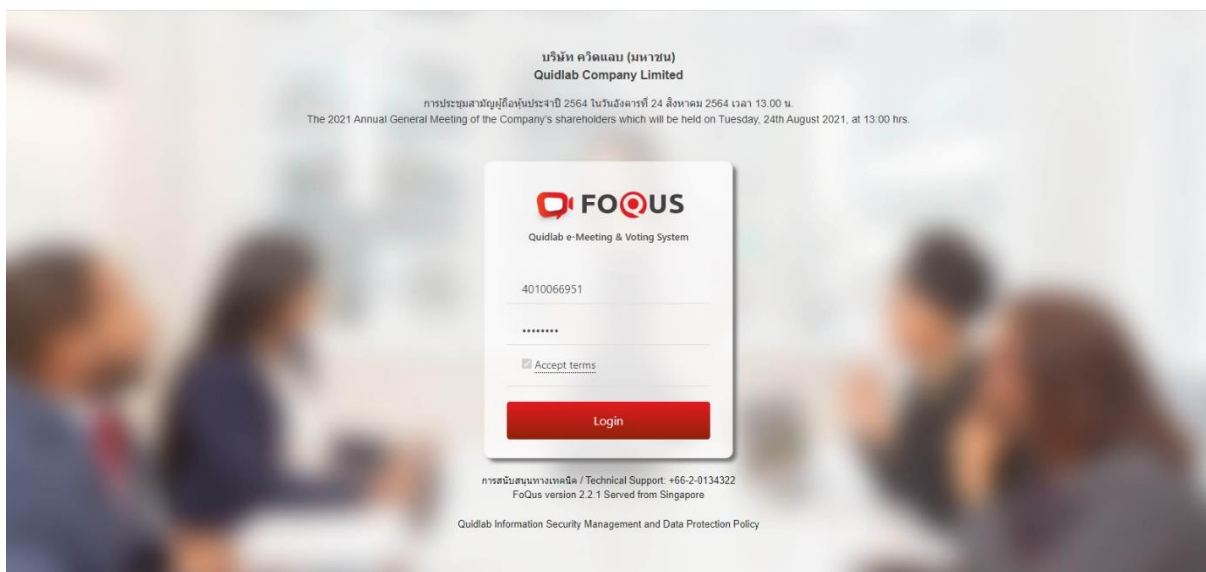 บริษัท ควิดแลบ (มหาชน)
Quidlab Company Limited
การประชุมสามัญผู้ถือหุ้นประจำปี 2564 ในวันอังคารที่ 24 สิงหาคม 2564 เวลา 13.00 น.
The 2021 Annual General Meeting of the Company's shareholders which will be held on Tuesday, 24th August 2021, at 13:00 hrs.
FOQUS
Quidlab e-Meeting & Voting System
4010066951
••••••••
Accept terms
Login
การสนับสนุนทางเทคนิค / Technical Support: +66-2-0134322
FoQus version 2.2.1 Served from Singapore
Quidlab Information Security Management and Data Protection Policy